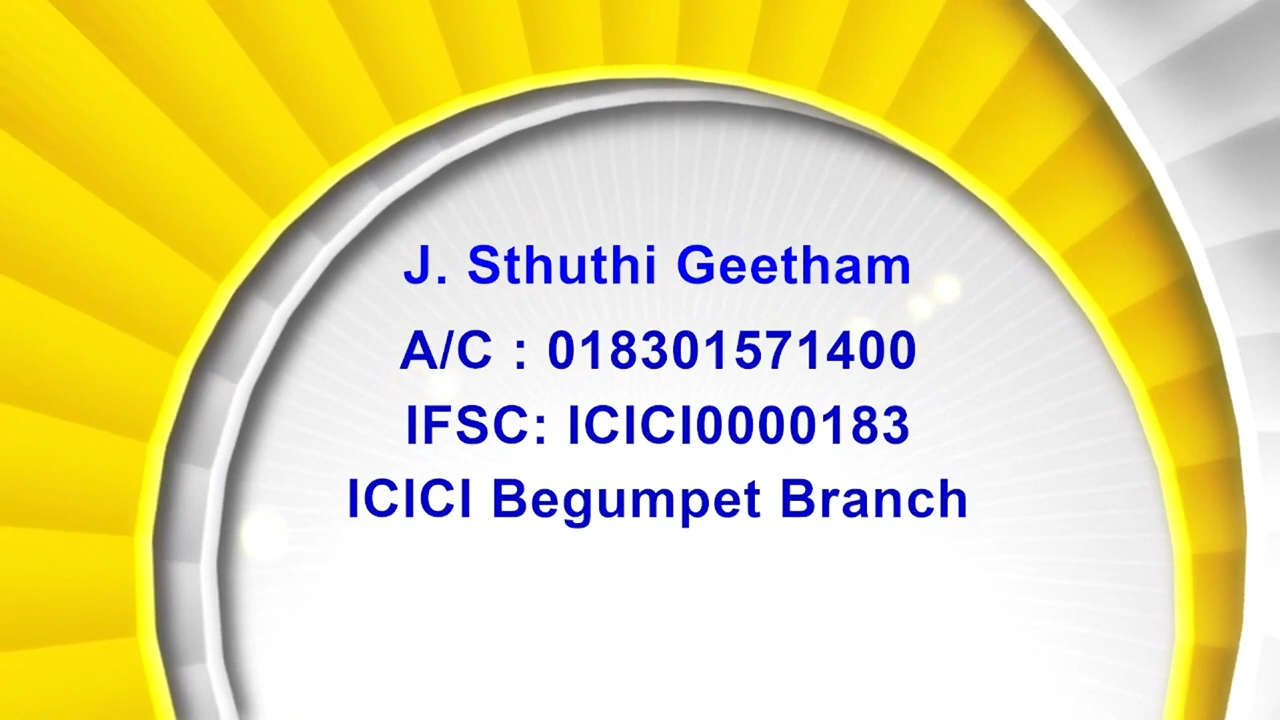 J. Sthuthi Geetham
A/C : 018301571400
IFSC: ICICI0000183
ICICI Begumpet Branch